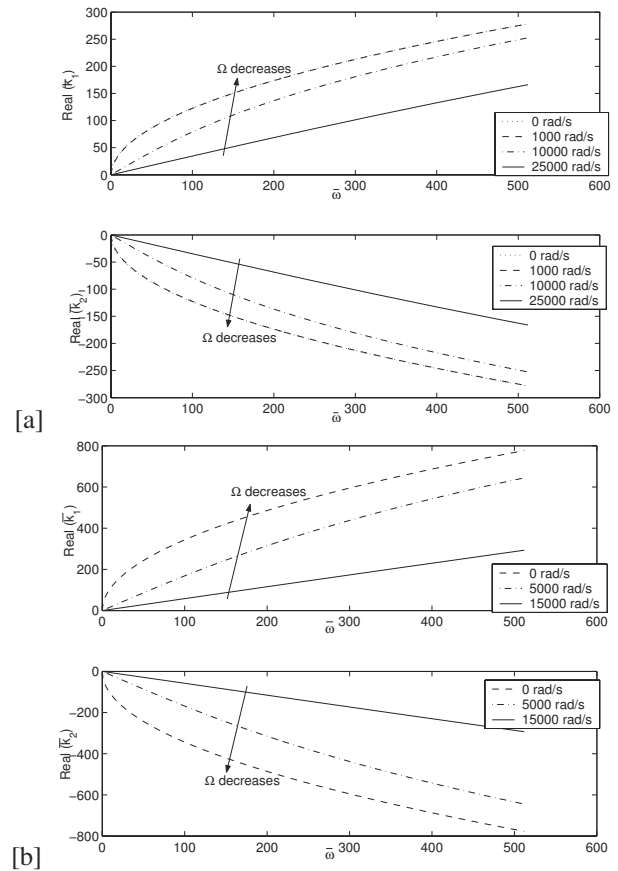 300
250
200
150
100
50
0
Real (k̄₁)
Ω decreases
0 rad/s
1000 rad/s
10000 rad/s
25000 rad/s
0 100 200 300 400 500 600
ω̄
0
-50
-100
-150
-200
-250
-300
Real (k̄₂)
Ω decreases
0 rad/s
1000 rad/s
10000 rad/s
25000 rad/s
0 100 200 300 400 500 600
ω̄
[a]
800
600
400
200
0
Real (k̄₁)
Ω decreases
0 rad/s
5000 rad/s
15000 rad/s
0 100 200 300 400 500 600
ω̄
0
-200
-400
-600
-800
Real (k̄₂)
Ω decreases
0 rad/s
5000 rad/s
15000 rad/s
0 100 200 300 400 500 600
ω̄
[b]